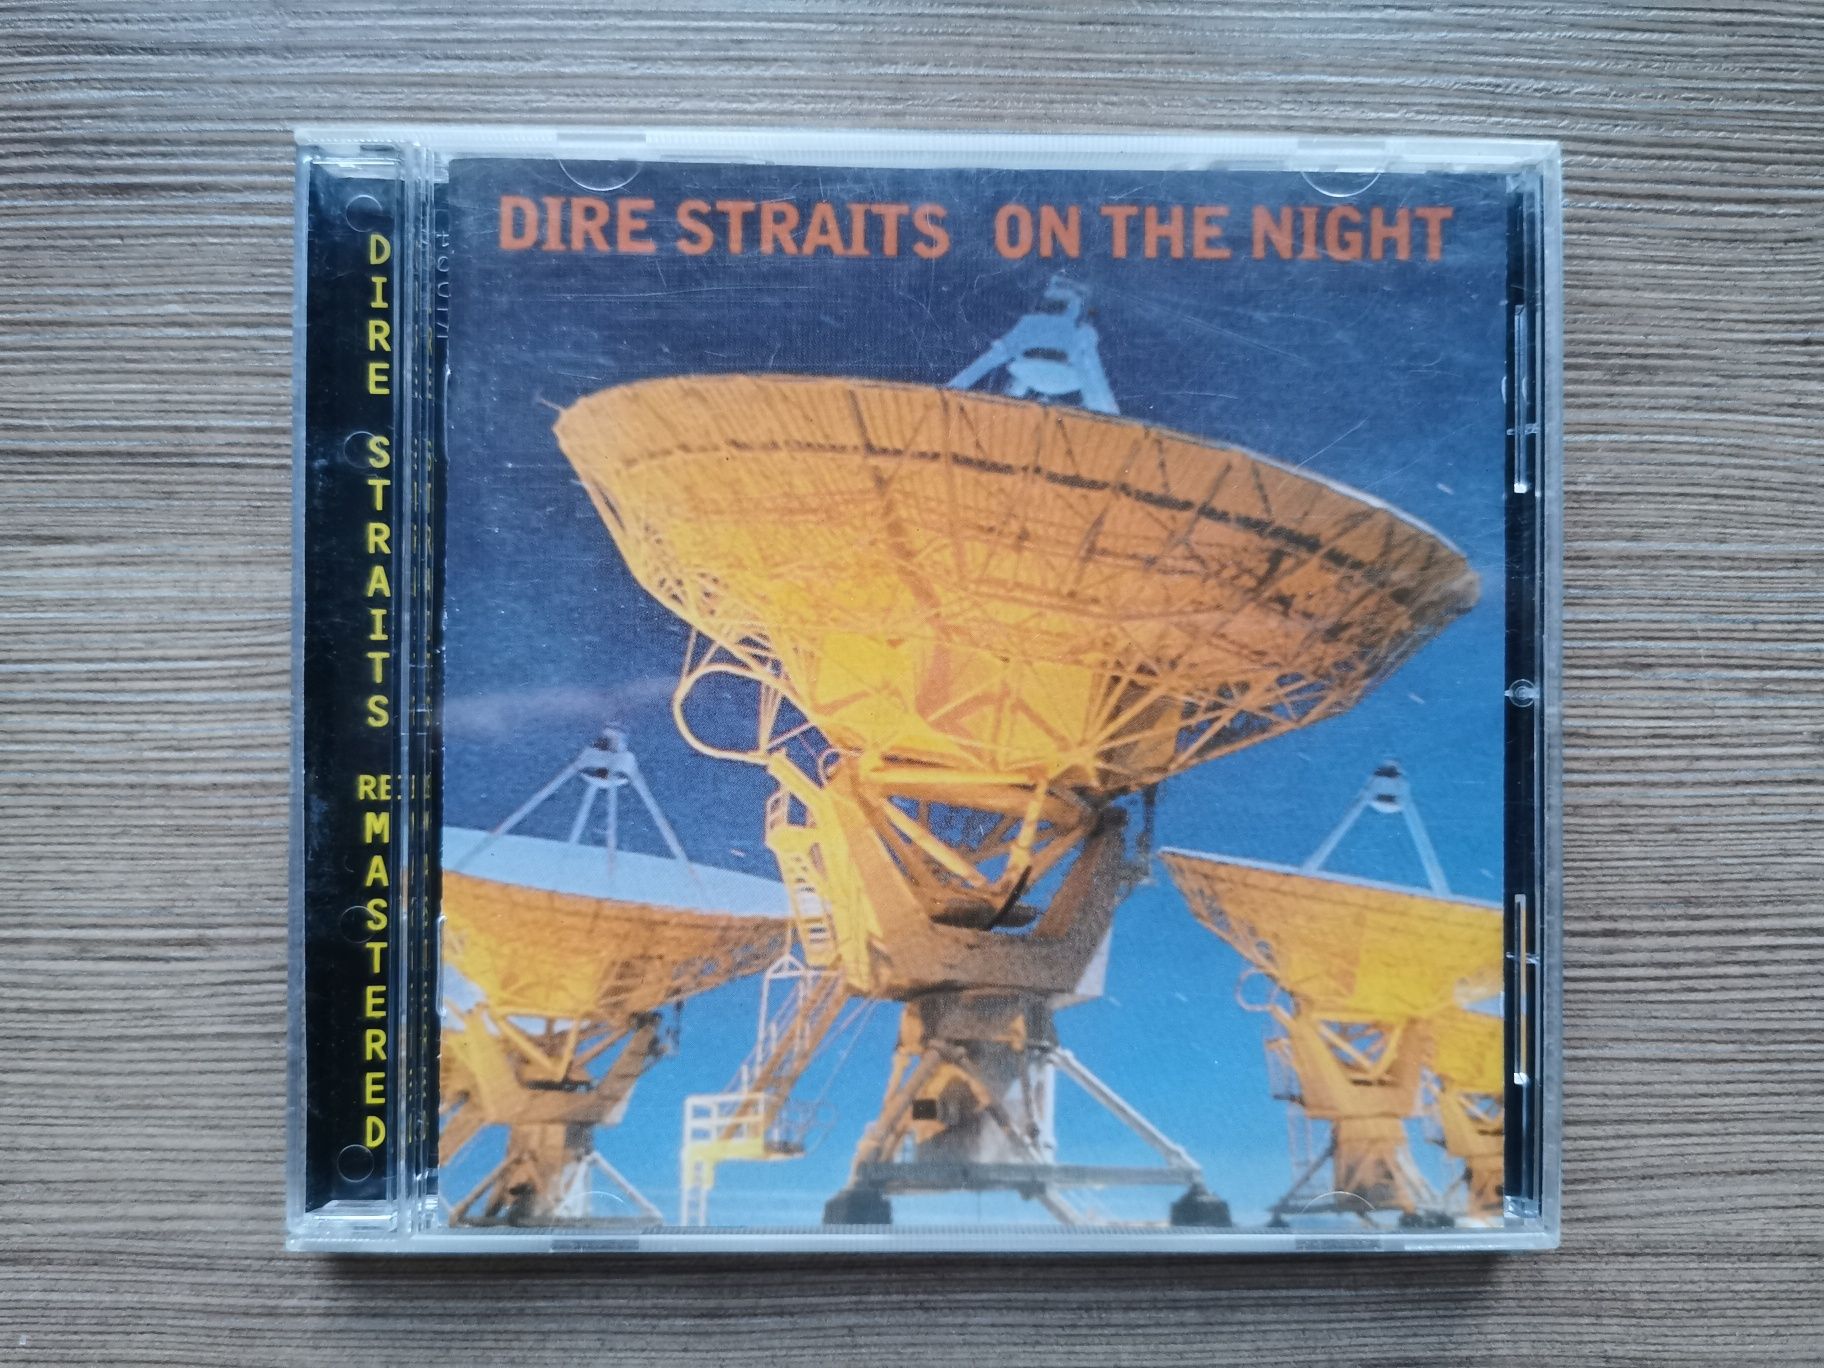 DIRE STRAITS ON THE NIGHT
DIRE STRAITS REMASTERED